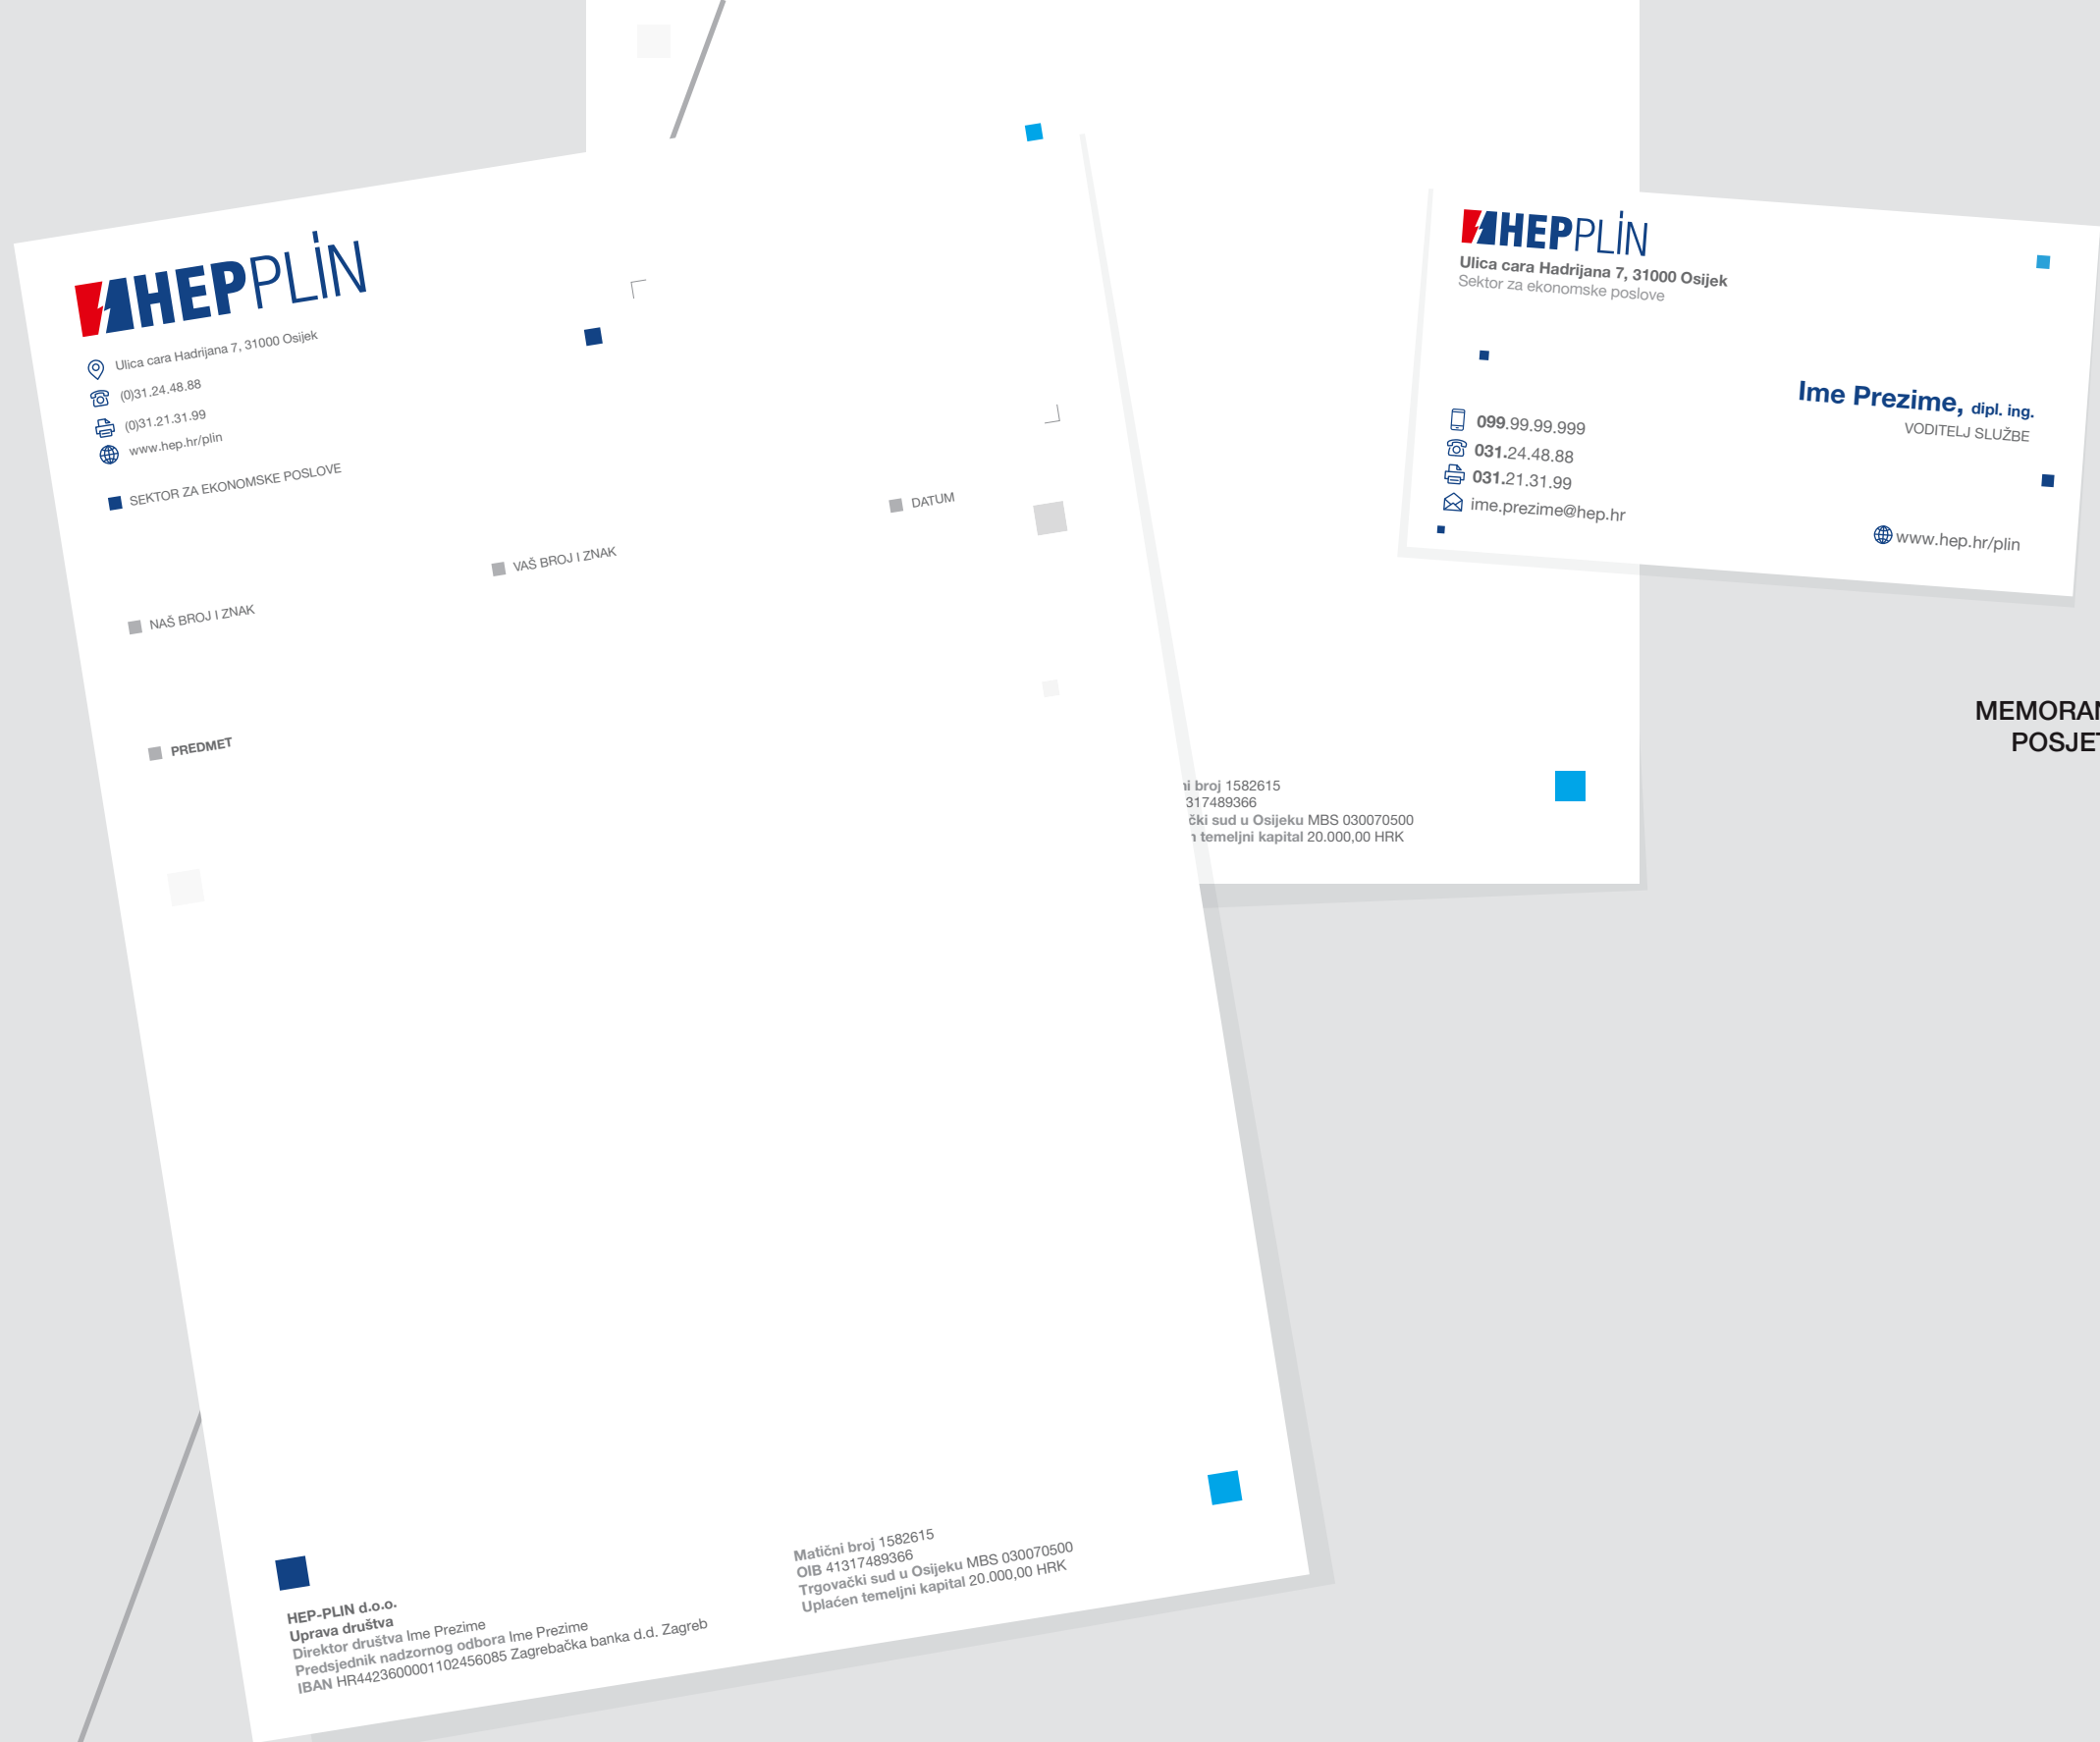 HEPPLIN
Ulica cara Hadrijana 7, 31000 Osijek
(0)31.24.48.88
(0)31.21.31.99
www.hep.hr/plin
SEKTOR ZA EKONOMSKE POSLOVE
DATUM
VAŠ BROJ I ZNAK
NAŠ BROJ I ZNAK
PREDMET
HEP-PLIN d.o.o.
Uprava društva
Direktor društva Ime Prezime
Predsjednik nadzornog odbora Ime Prezime
IBAN HR4423600001102456085 Zagrebačka banka d.d. Zagreb
Matični broj 1582615
OIB 41317489366
Trgovački sud u Osijeku MBS 030070500
Uplaćen temeljni kapital 20.000,00 HRK
ni broj 1582615
317489366
čki sud u Osijeku MBS 030070500
n temeljni kapital 20.000,00 HRK
HEPPLIN
Ulica cara Hadrijana 7, 31000 Osijek
Sektor za ekonomske poslove
Ime Prezime, dipl. ing.
VODITELJ SLUŽBE
099.99.99.999
031.24.48.88
031.21.31.99
ime.prezime@hep.hr
www.hep.hr/plin
MEMORAN
POSJET